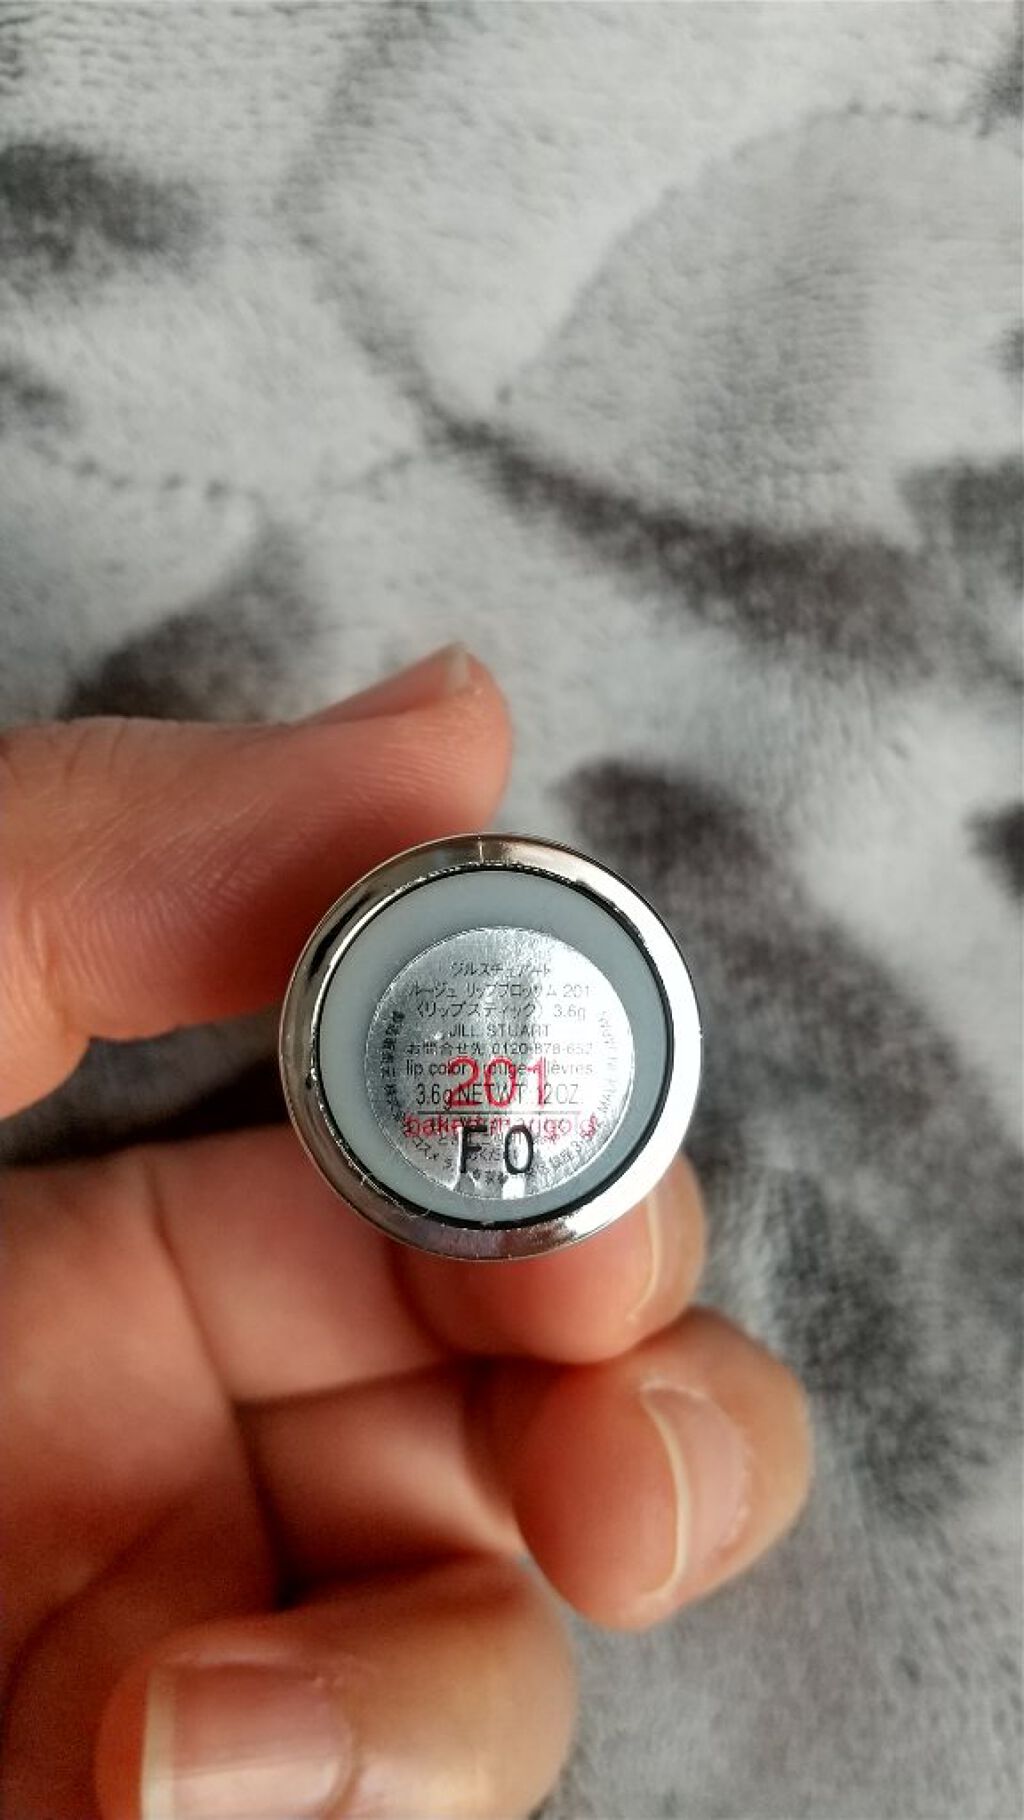 ジルスチュアート
ルージュ リップブロッサム 201
〈リップスティック〉 3.6g
JILL STUART
お問合せ先 0120-878-652
lip color rouge à lèvres
201
3.6g NET WT. .12 OZ.
baked marigold
F0